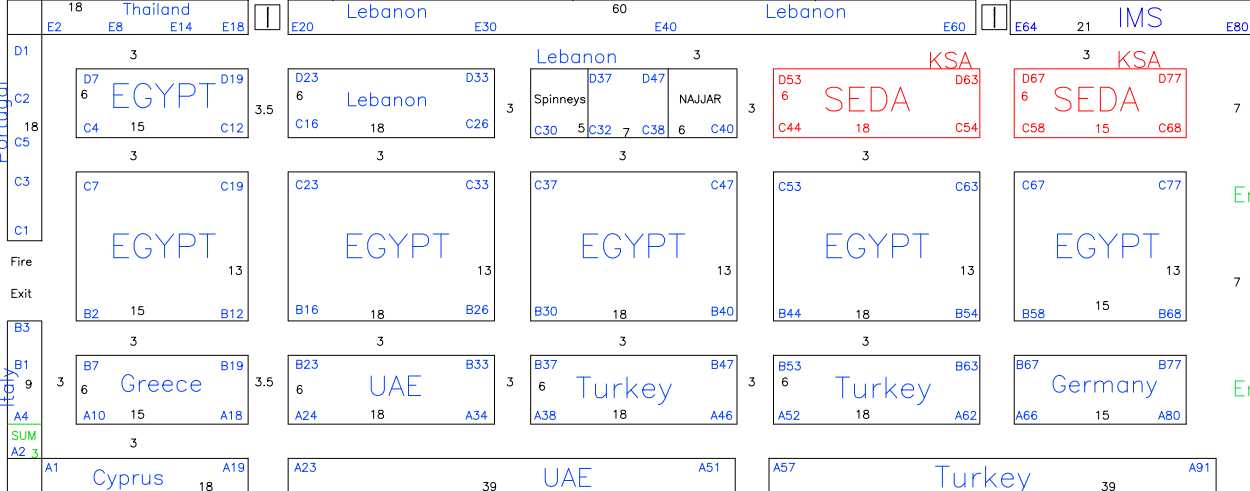 18 Thailand Lebanon 60 Lebanon IMS
E2 E8 E14 E18 E20 E30 E40 E60 E64 21 E80
D1 3 Lebanon 3 KSA 3 KSA
D7 D19 D23 D33 D37 D47 D53 D63 D67 D77
Portugal C2 6 EGYPT 3.5 6 Lebanon 3 Spinneys NAJJAR 3 6 SEDA 6 SEDA 7
18 C4 15 C12 C16 18 C26 C30 5 C32 7 C38 6 C40 C44 18 C54 C58 15 C68
C5 3 3 3 3
C3 C7 C19 C23 C33 C37 C47 C53 C63 C67 C77
C1 EGYPT EGYPT EGYPT EGYPT EGYPT
Fire 13 13 13 13 13
Exit 7
B2 15 B12 B16 18 B26 B30 18 B40 B44 18 B54 B58 15 B68
B3 3 3 3 3
B1 B7 B19 B23 B33 B37 B47 B53 B63 B67 B77
Italy 9 3 6 Greece 3.5 6 UAE 3 6 Turkey 3 6 Turkey Germany
A4 A10 15 A18 A24 18 A34 A38 18 A46 A52 18 A62 A66 15 A80
SUM 3
A2 3
A1 Cyprus A19 A23 UAE A51 A57 Turkey A91
18 39 39